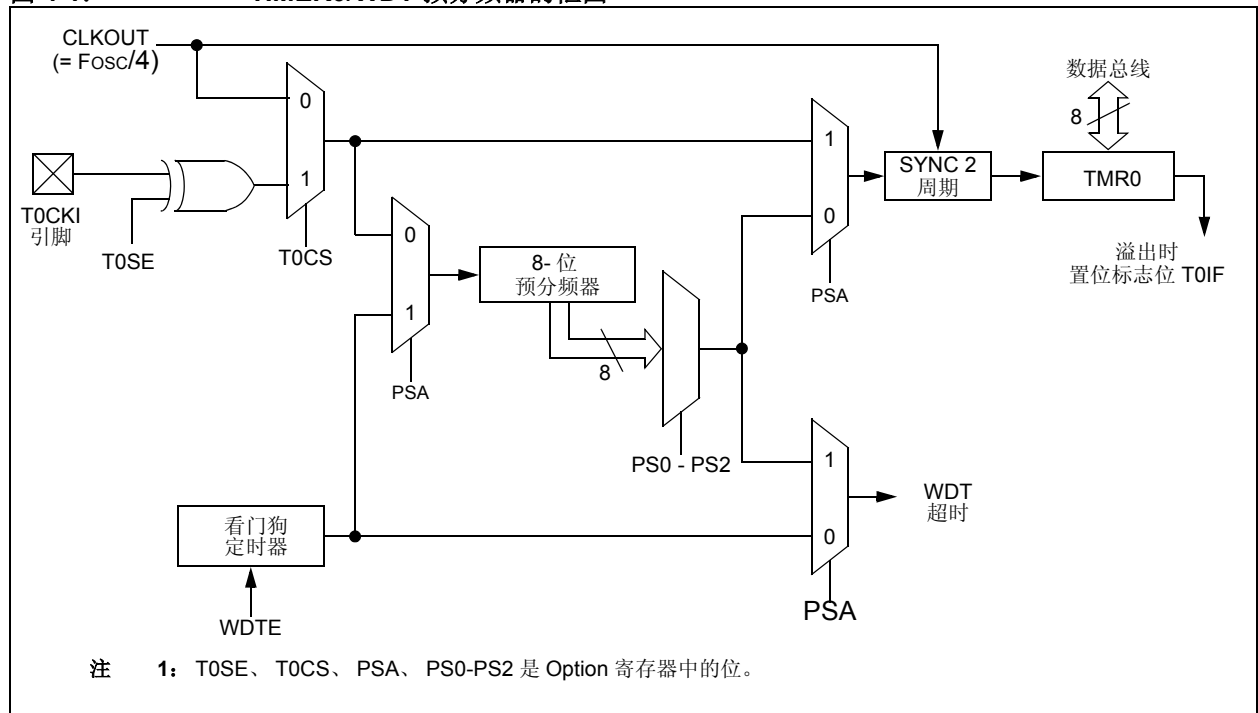 CLKOUT
(= FOSC/4)
数据总线
0
1
8
1
SYNC 2
周期
TMR0
T0CKI
引脚
T0SE
T0CS
0
8- 位
预分频器
0
PSA
溢出时
置位标志位 T0IF
1
8
PSA
PS0 - PS2
1
WDT
超时
看门狗
定时器
0
PSA
WDTE
注 1： T0SE、 T0CS、 PSA、 PS0-PS2 是 Option 寄存器中的位。